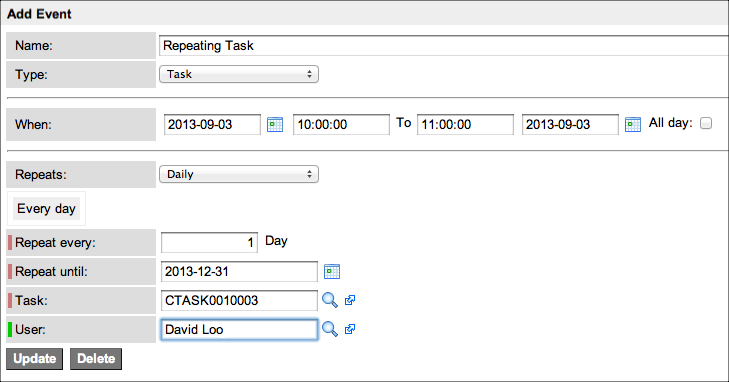 Add Event
Name: Repeating Task
Type: Task
When: 2013-09-03 10:00:00 To 11:00:00 2013-09-03 All day:
Repeats: Daily
Every day
Repeat every: 1 Day
Repeat until: 2013-12-31
Task: CTASK0010003
User: David Loo
Update Delete